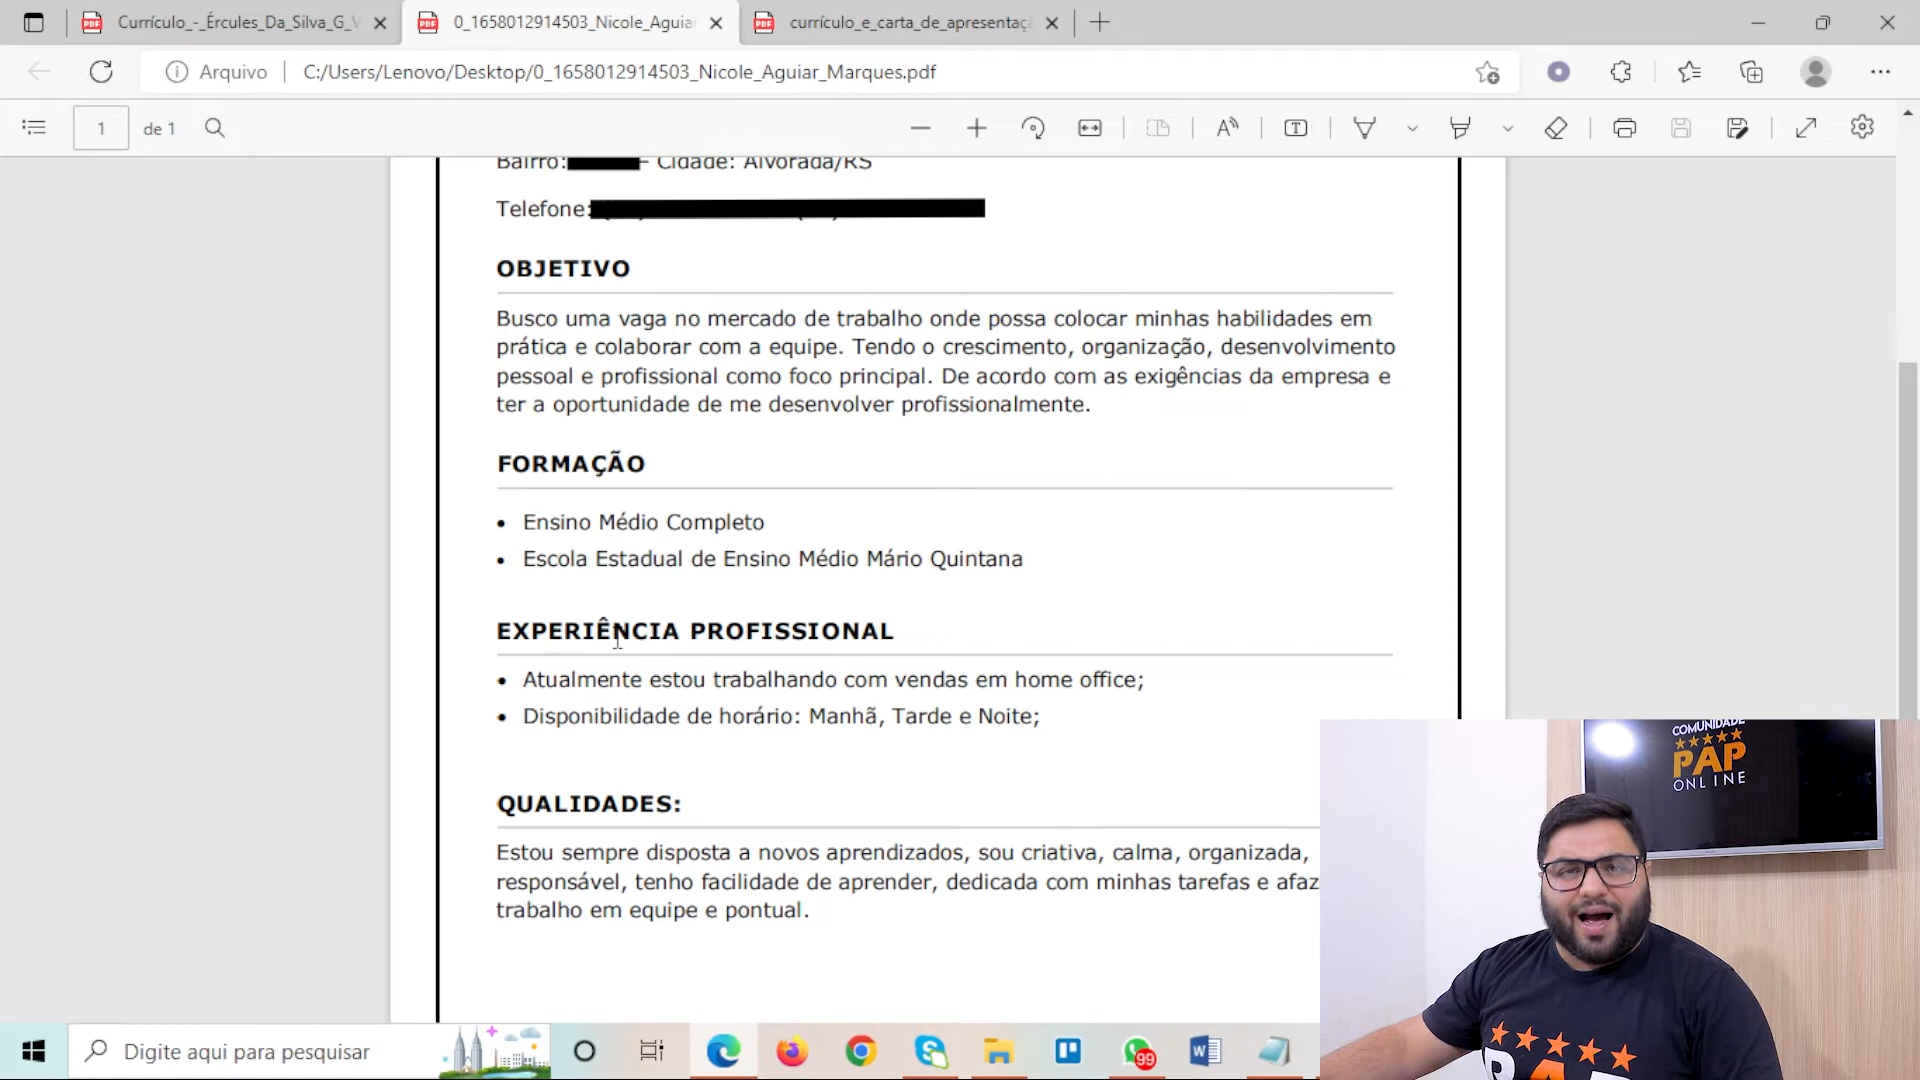 Currículo_-_Ércules_Da_Silva_G_V
0_1658012914503_Nicole_Aguiar
currículo_e_carta_de_apresentaç
Arquivo
C:/Users/Lenovo/Desktop/0_1658012914503_Nicole_Aguiar_Marques.pdf
1
de 1
Bairro: - Cidade: Alvorada/RS
Telefone:
OBJETIVO
Busco uma vaga no mercado de trabalho onde possa colocar minhas habilidades em
prática e colaborar com a equipe. Tendo o crescimento, organização, desenvolvimento
pessoal e profissional como foco principal. De acordo com as exigências da empresa e
ter a oportunidade de me desenvolver profissionalmente.
FORMAÇÃO
• Ensino Médio Completo
• Escola Estadual de Ensino Médio Mário Quintana
EXPERIÊNCIA PROFISSIONAL
• Atualmente estou trabalhando com vendas em home office;
• Disponibilidade de horário: Manhã, Tarde e Noite;
QUALIDADES:
Estou sempre disposta a novos aprendizados, sou criativa, calma, organizada,
responsável, tenho facilidade de aprender, dedicada com minhas tarefas e afaz
trabalho em equipe e pontual.
COMUNIDADE
PAP
ONLINE
Digite aqui para pesquisar
99